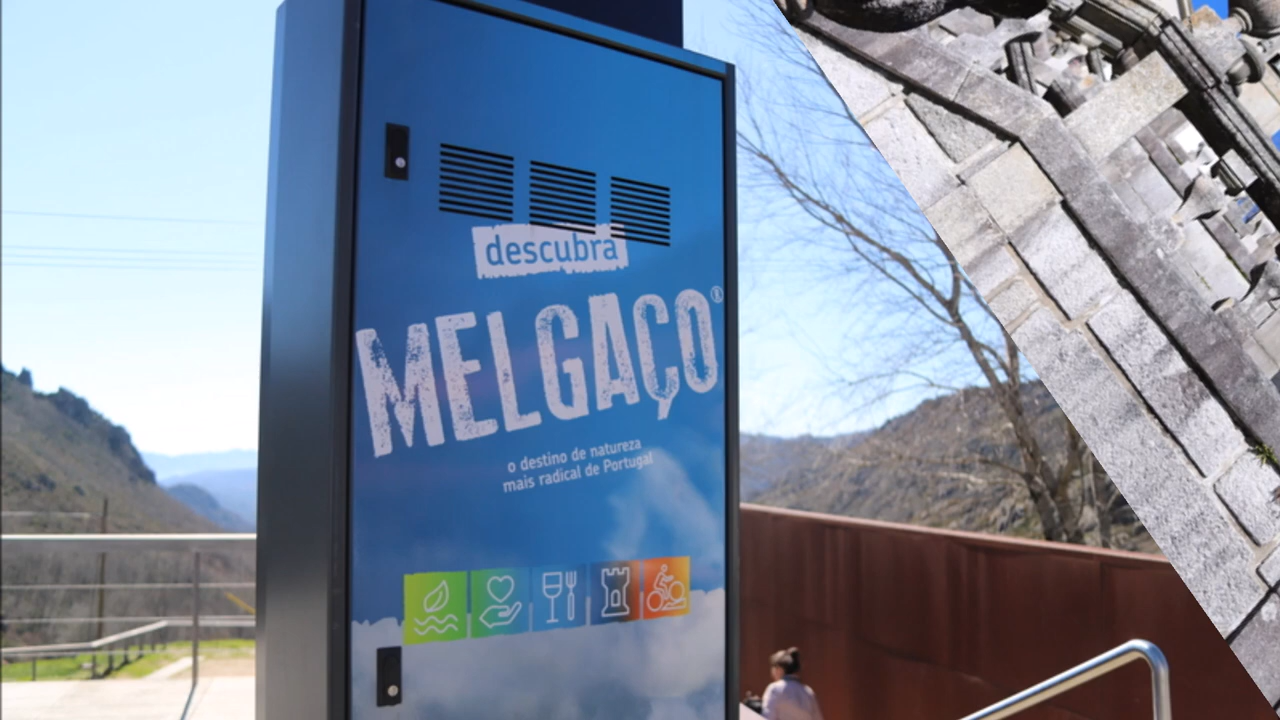 descubra
MELGAÇO®
o destino de natureza
mais radical de Portugal